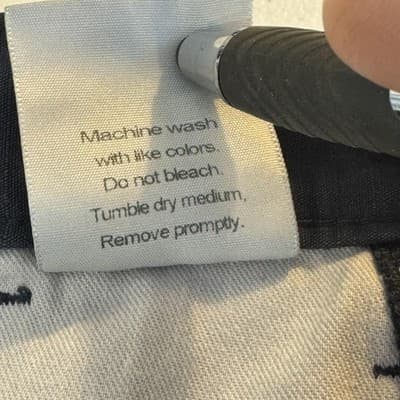 Machine wash
with like colors.
Do not bleach.
Tumble dry medium,
Remove promptly.